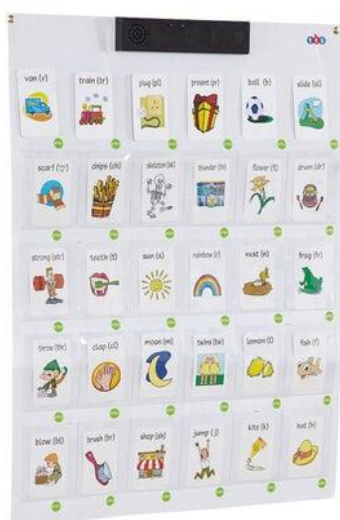 van (v) train (tr) plug (pl) present (pr) ball (b) slide (sl)
scarf chips (ch) skeleton (sk) thunder (th) flower (fl) drum (dr)
strong (str) teeth (t) sun (s) rainbow (r) nest (n) frog (fr)
throw (thr) clap (cl) moon (m) twins (tw) lemon (l) fish (f)
blow (bl) brush (br) shop (sh) jump (j) kite (k) hat (h)